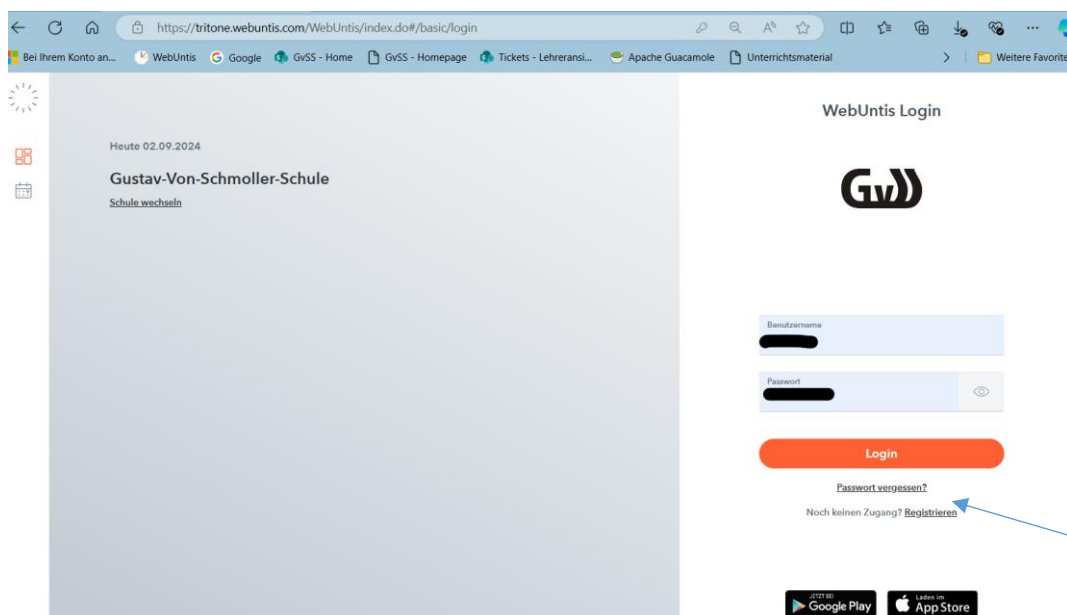 https://tritone.webuntis.com/WebUntis/index.do#/basic/login
Bei Ihrem Konto an... WebUntis Google GvSS - Home GvSS - Homepage Tickets - Lehreransi... Apache Guacamole Unterrichtsmaterial Weitere Favorite
WebUntis Login
Heute 02.09.2024
Gustav-Von-Schmoller-Schule
Schule wechseln
Gv
Benutzername
Passwort
Login
Passwort vergessen?
Noch keinen Zugang? Registrieren
JETZT BEI
Google Play
Laden im
App Store